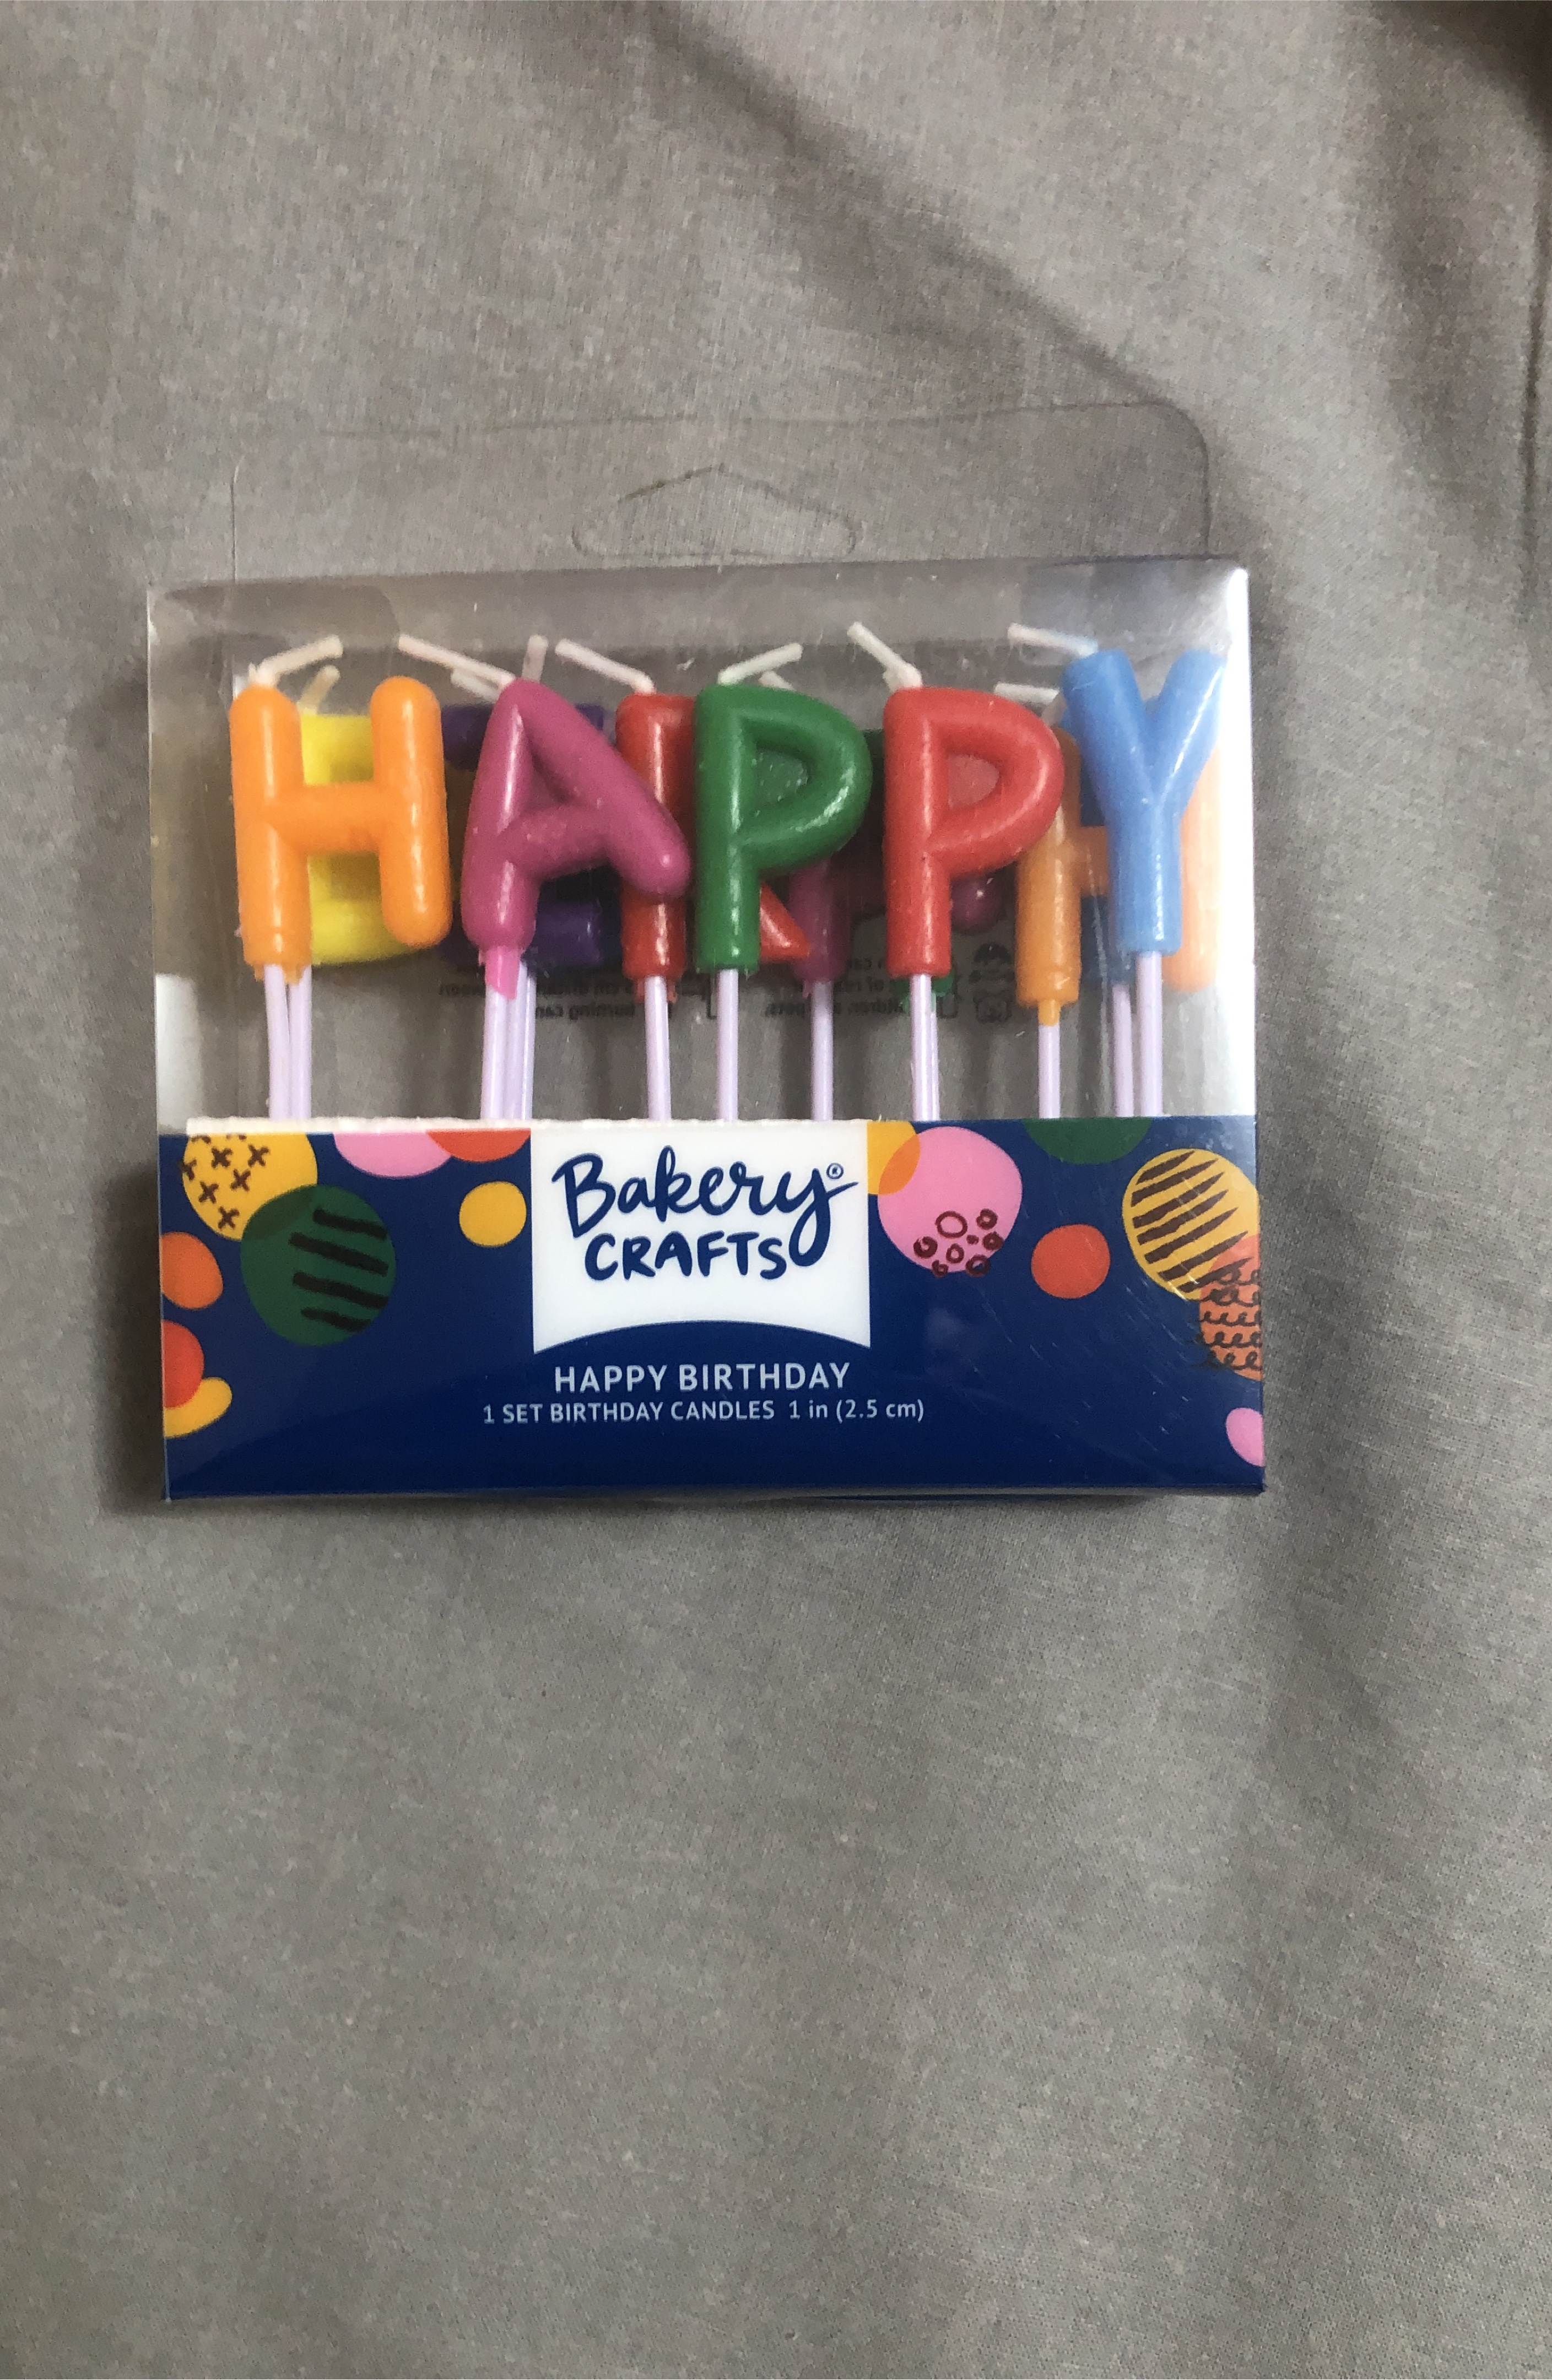 HAPPY
Bakery®
CRAFTS
HAPPY BIRTHDAY
1 SET BIRTHDAY CANDLES 1 in (2.5 cm)